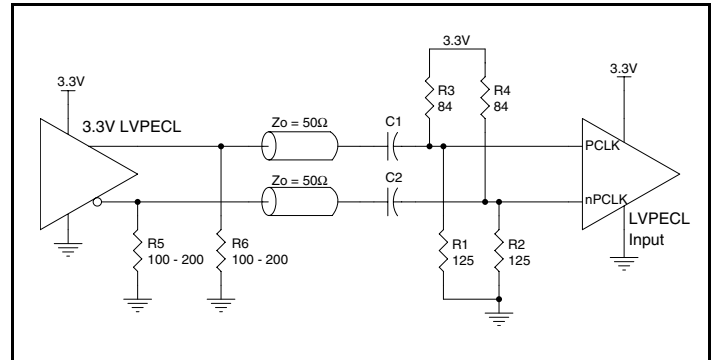 3.3V
3.3V LVPECL
Zo = 50Ω
Zo = 50Ω
R5
100 - 200
R6
100 - 200
C1
C2
3.3V
R3
84
R4
84
R1
125
R2
125
3.3V
PCLK
nPCLK
LVPECL
Input